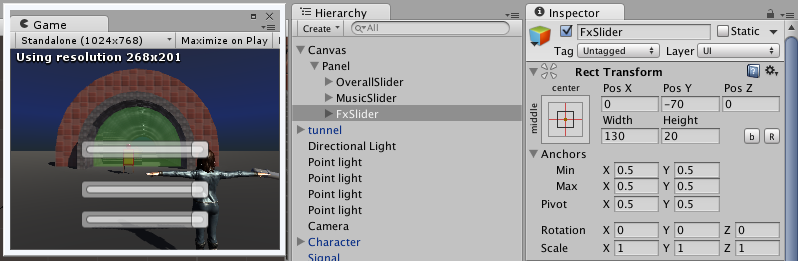 Game
Standalone (1024x768)
Maximize on Play
Using resolution 268x201
Hierarchy
Create
All
Canvas
Panel
OverallSlider
MusicSlider
FxSlider
tunnel
Directional Light
Point light
Point light
Point light
Point light
Camera
Character
Signal
Inspector
FxSlider
Static
Tag Untagged Layer UI
Rect Transform
center
middle
Pos X Pos Y Pos Z
0 -70 0
Width Height
130 20
b R
Anchors
Min X 0.5 Y 0.5
Max X 0.5 Y 0.5
Pivot X 0.5 Y 0.5
Rotation X 0 Y 0 Z 0
Scale X 1 Y 1 Z 1